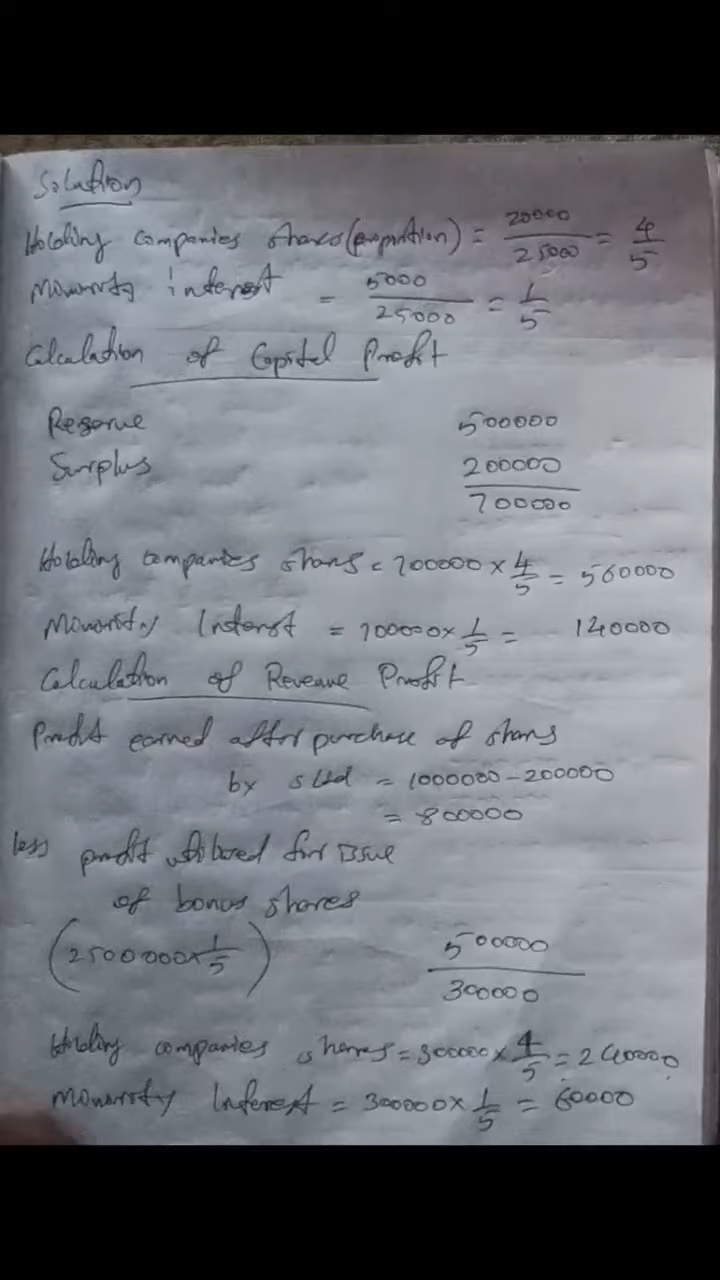 Solution
Holding companies shares (proportion) = 20000/25000 = 4/5
Minority interest = 5000/25000 = 1/5
Calculation of Capital Profit
Reserve 500000
Surplus 200000
700000
Holding companies shares = 700000 × 4/5 = 560000
Minority Interest = 700000 × 1/5 = 140000
Calculation of Revenue Profit
Profit earned after purchase of shares
by S Ltd = 1000000 - 200000
= 800000
less profit utilized for issue
of bonus shares
(2500000 × 1/5) 500000
300000
Holding companies shares = 300000 × 4/5 = 240000
Minority Interest = 300000 × 1/5 = 60000